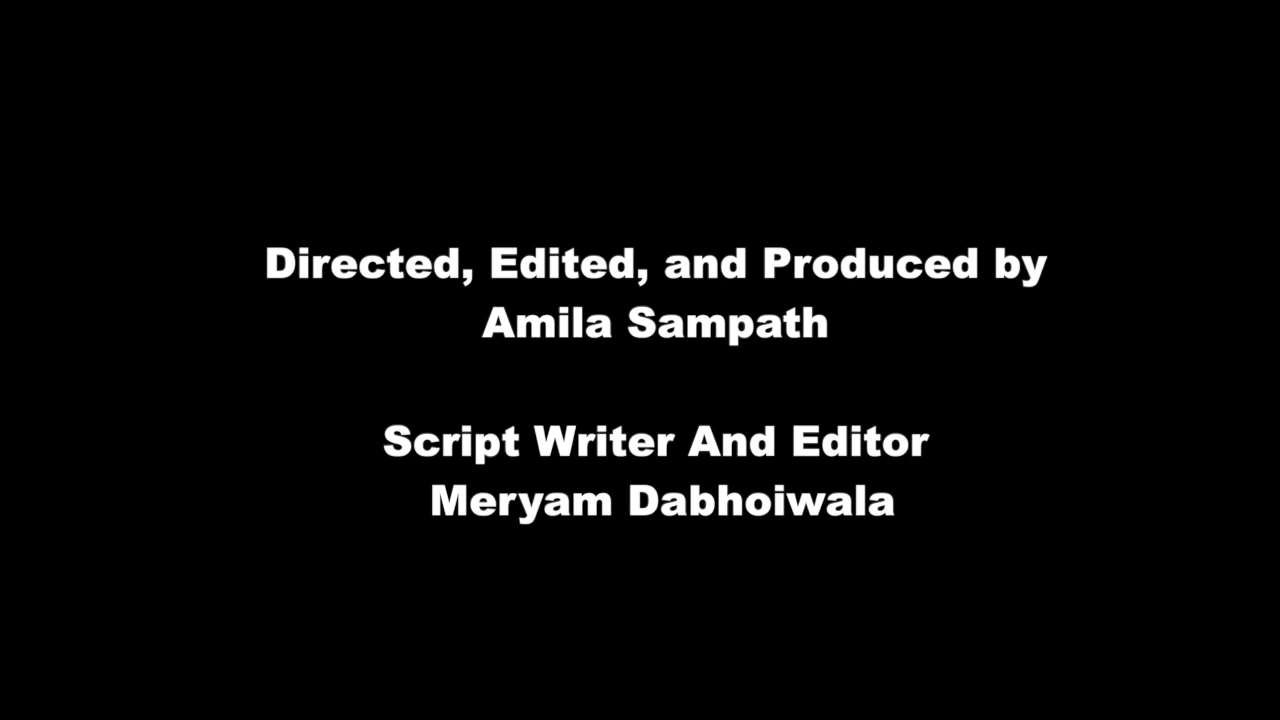 Directed, Edited, and Produced by
Amila Sampath
Script Writer And Editor
Meryam Dabhoiwala